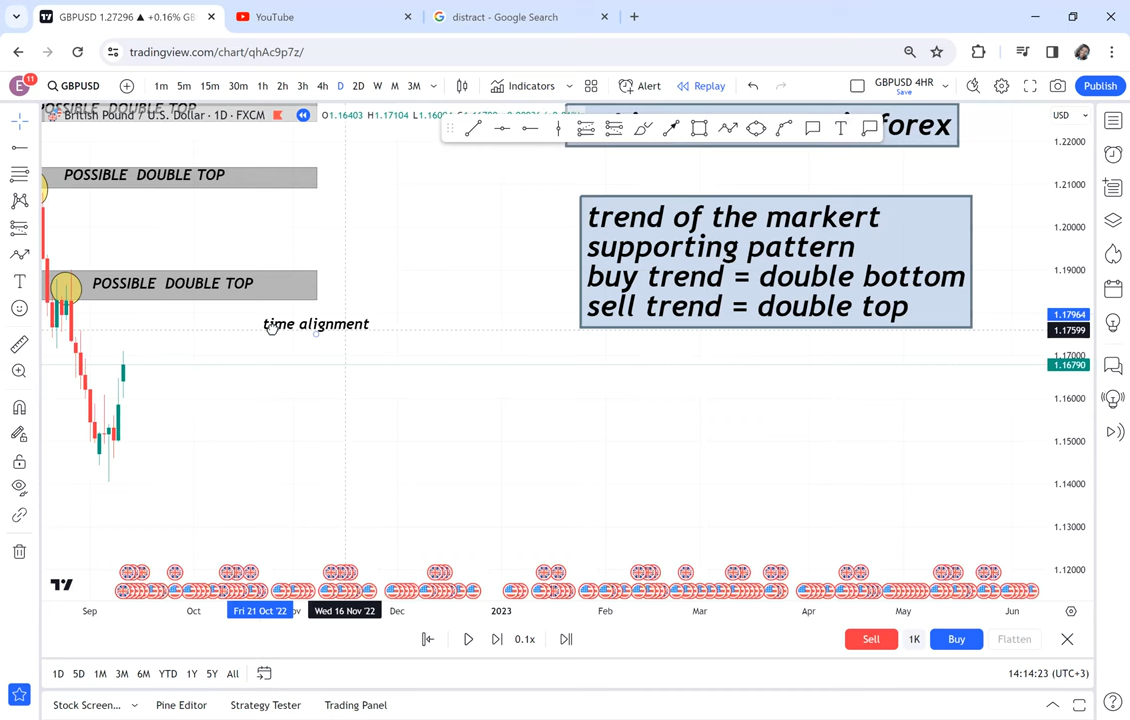 GBPUSD 1.27296 ▲ +0.16% GB
YouTube
distract - Google Search
tradingview.com/chart/qhAc9p7z/
E
11
GBPUSD
1m 5m 15m 30m 1h 2h 3h 4h D 2D W M 3M
Indicators
Alert
Replay
GBPUSD 4HR
Save
Publish
POSSIBLE DOUBLE TOP
British Pound / U.S. Dollar · 1D · FXCM
O1.16403 H1.17104
forex
USD
1.22000
POSSIBLE DOUBLE TOP
1.21000
trend of the markert
supporting pattern
buy trend = double bottom
sell trend = double top
1.20000
1.19000
POSSIBLE DOUBLE TOP
time alignment
1.17964
1.17599
1.17000
1.16790
1.16000
1.15000
1.14000
1.13000
1.12000
Sep
Oct
Fri 21 Oct '22
Wed 16 Nov '22
Dec
2023
Feb
Mar
Apr
May
Jun
0.1x
Sell
1K
Buy
Flatten
1D 5D 1M 3M 6M YTD 1Y 5Y All
14:14:23 (UTC+3)
Stock Screen...
Pine Editor
Strategy Tester
Trading Panel